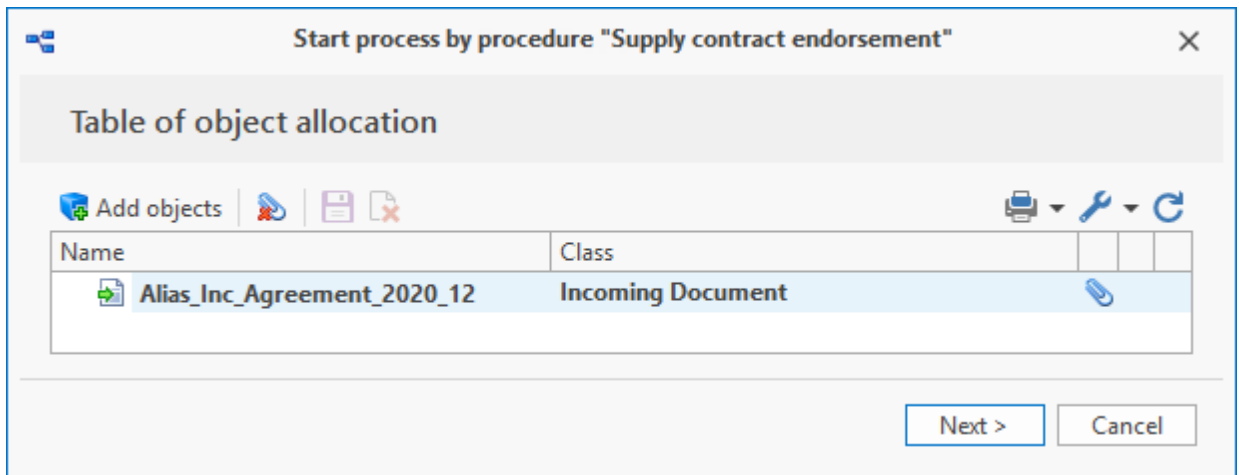 Start process by procedure "Supply contract endorsement"
Table of object allocation
Add objects
Name Class
Alias_Inc_Agreement_2020_12 Incoming Document
Next > Cancel